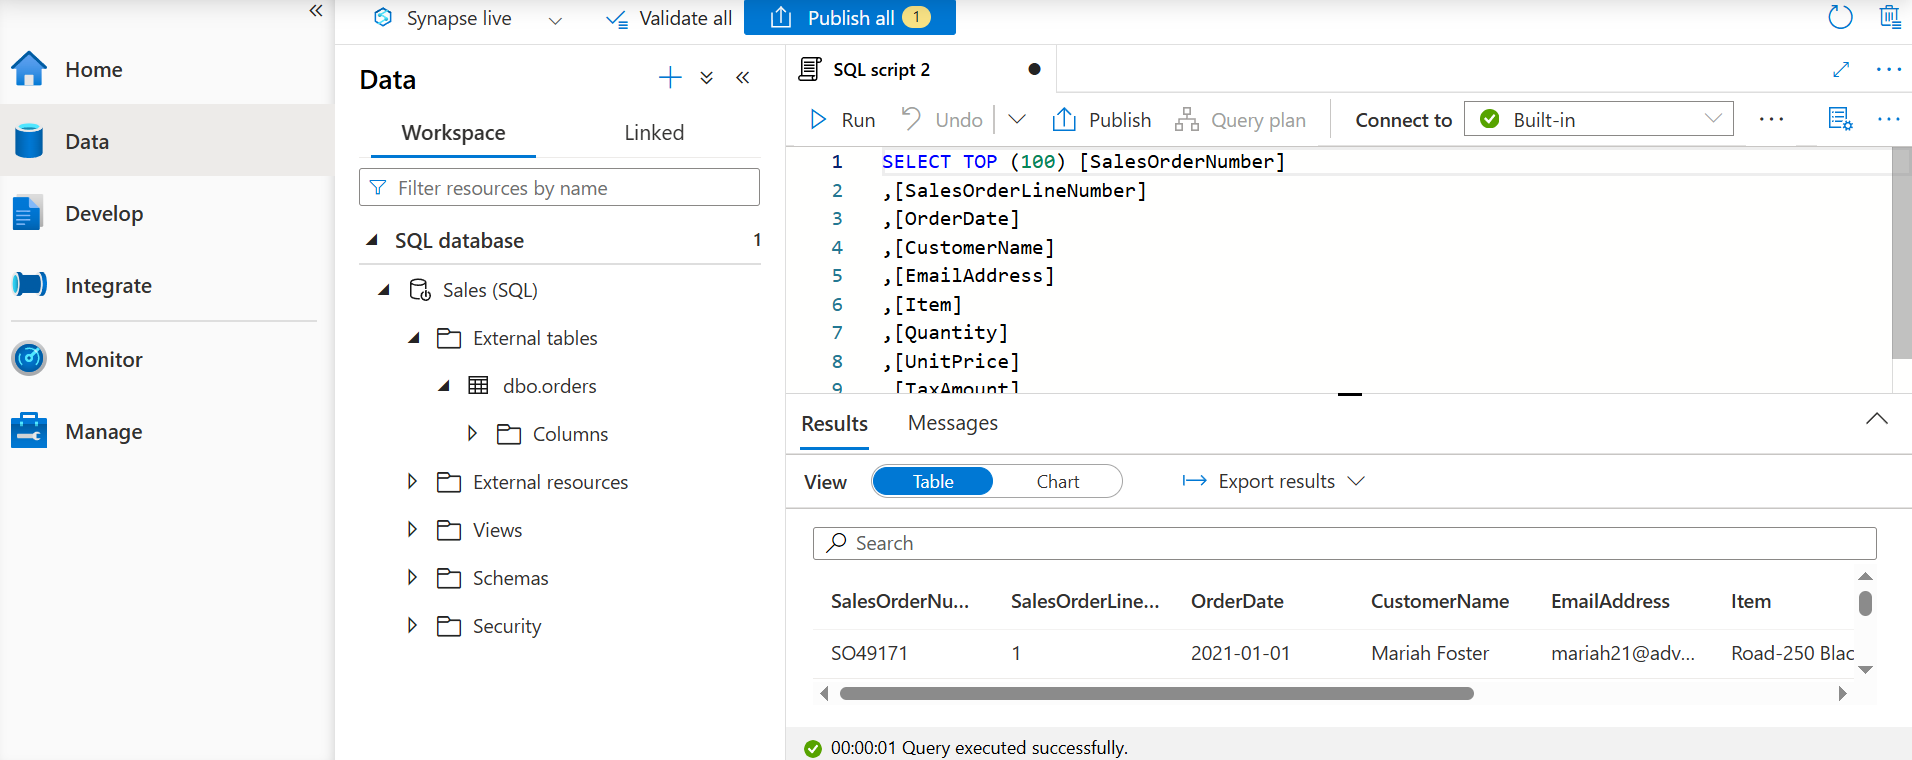 «
Synapse live
Validate all
Publish all 1
Home
Data
Develop
Integrate
Monitor
Manage
Data
Workspace
Linked
Filter resources by name
SQL database 1
Sales (SQL)
External tables
dbo.orders
Columns
External resources
Views
Schemas
Security
SQL script 2
Run
Undo
Publish
Query plan
Connect to
Built-in
1 SELECT TOP (100) [SalesOrderNumber]
2 ,[SalesOrderLineNumber]
3 ,[OrderDate]
4 ,[CustomerName]
5 ,[EmailAddress]
6 ,[Item]
7 ,[Quantity]
8 ,[UnitPrice]
9 ,[TaxAmount]
Results
Messages
View
Table
Chart
Export results
Search
SalesOrderNu... SalesOrderLine... OrderDate CustomerName EmailAddress Item
SO49171 1 2021-01-01 Mariah Foster mariah21@adv... Road-250 Blac
00:00:01 Query executed successfully.